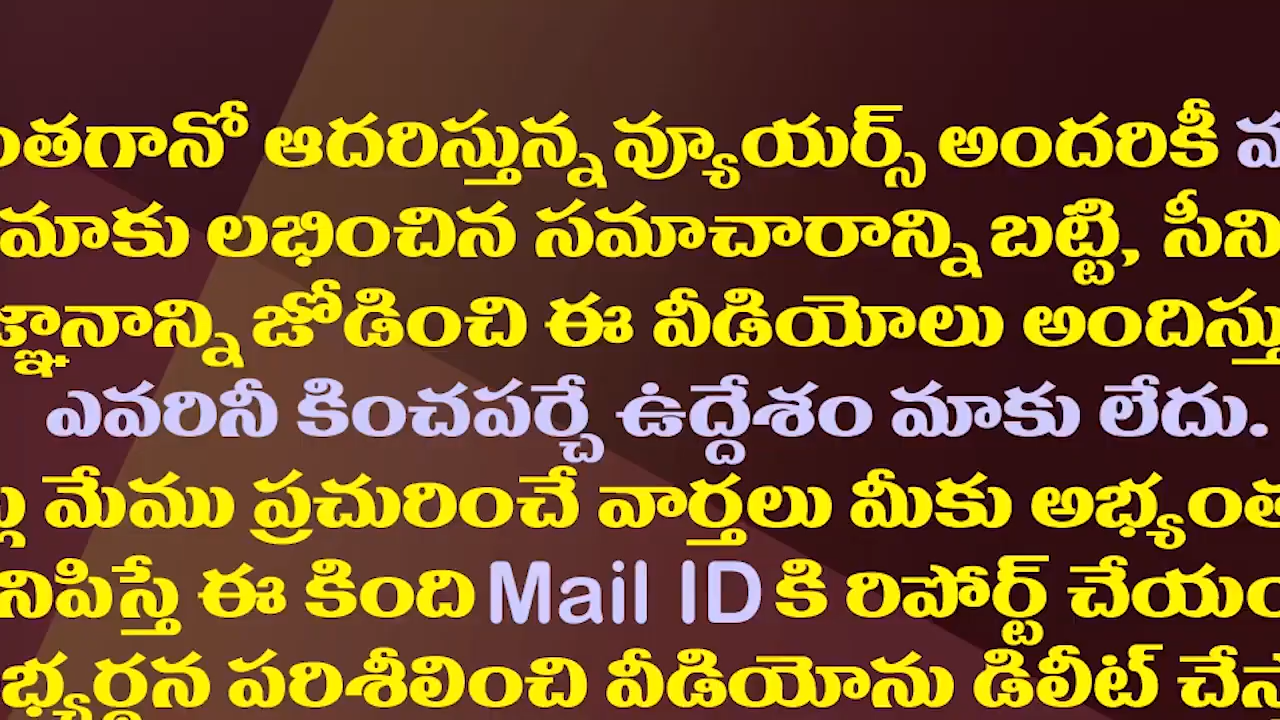 ంతగానో ఆదరిస్తున్న వ్యూయర్స్ అందరికీ
మాకు లభించిన సమాచారాన్ని బట్టి, సీని
జ్ఞానాన్ని జోడించి ఈ వీడియోలు అందిస్తు
ఎవరినీ కించపర్చే ఉద్దేశం మాకు లేదు.
మేము ప్రచురించే వార్తలు మీకు అభ్యంత
నిపిస్తే ఈ కింది Mail ID కి రిపోర్ట్ చేయం
భ్యర్థన పరిశీలించి వీడియోను డిలీట్ చేస